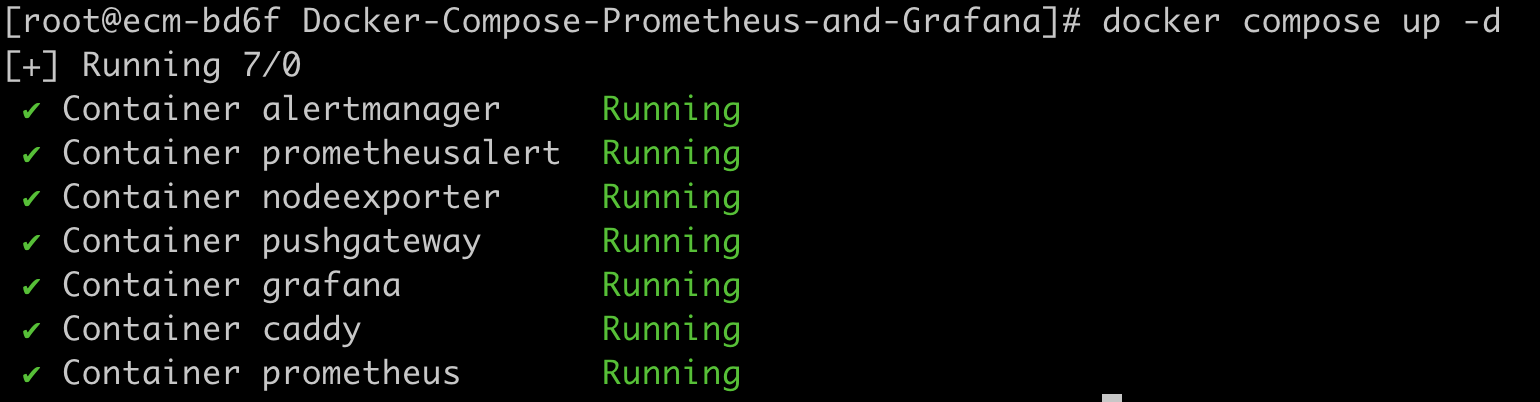 [root@ecm-bd6f Docker-Compose-Prometheus-and-Grafana]# docker compose up -d
[+] Running 7/0
✔ Container alertmanager Running
✔ Container prometheusalert Running
✔ Container nodeexporter Running
✔ Container pushgateway Running
✔ Container grafana Running
✔ Container caddy Running
✔ Container prometheus Running